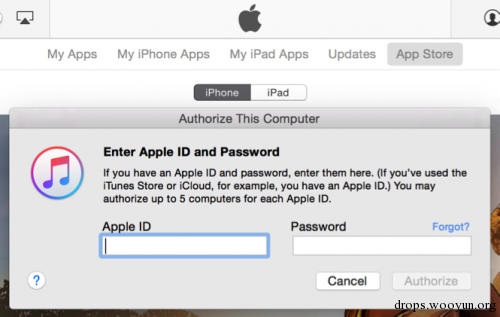 My Apps My iPhone Apps My iPad Apps Updates App Store
iPhone iPad
Authorize This Computer
Enter Apple ID and Password
If you have an Apple ID and password, enter them here. (If you've used the
iTunes Store or iCloud, for example, you have an Apple ID.) You may
authorize up to 5 computers for each Apple ID.
Apple ID Password Forgot?
? Cancel Authorize
drops.wooyun.org